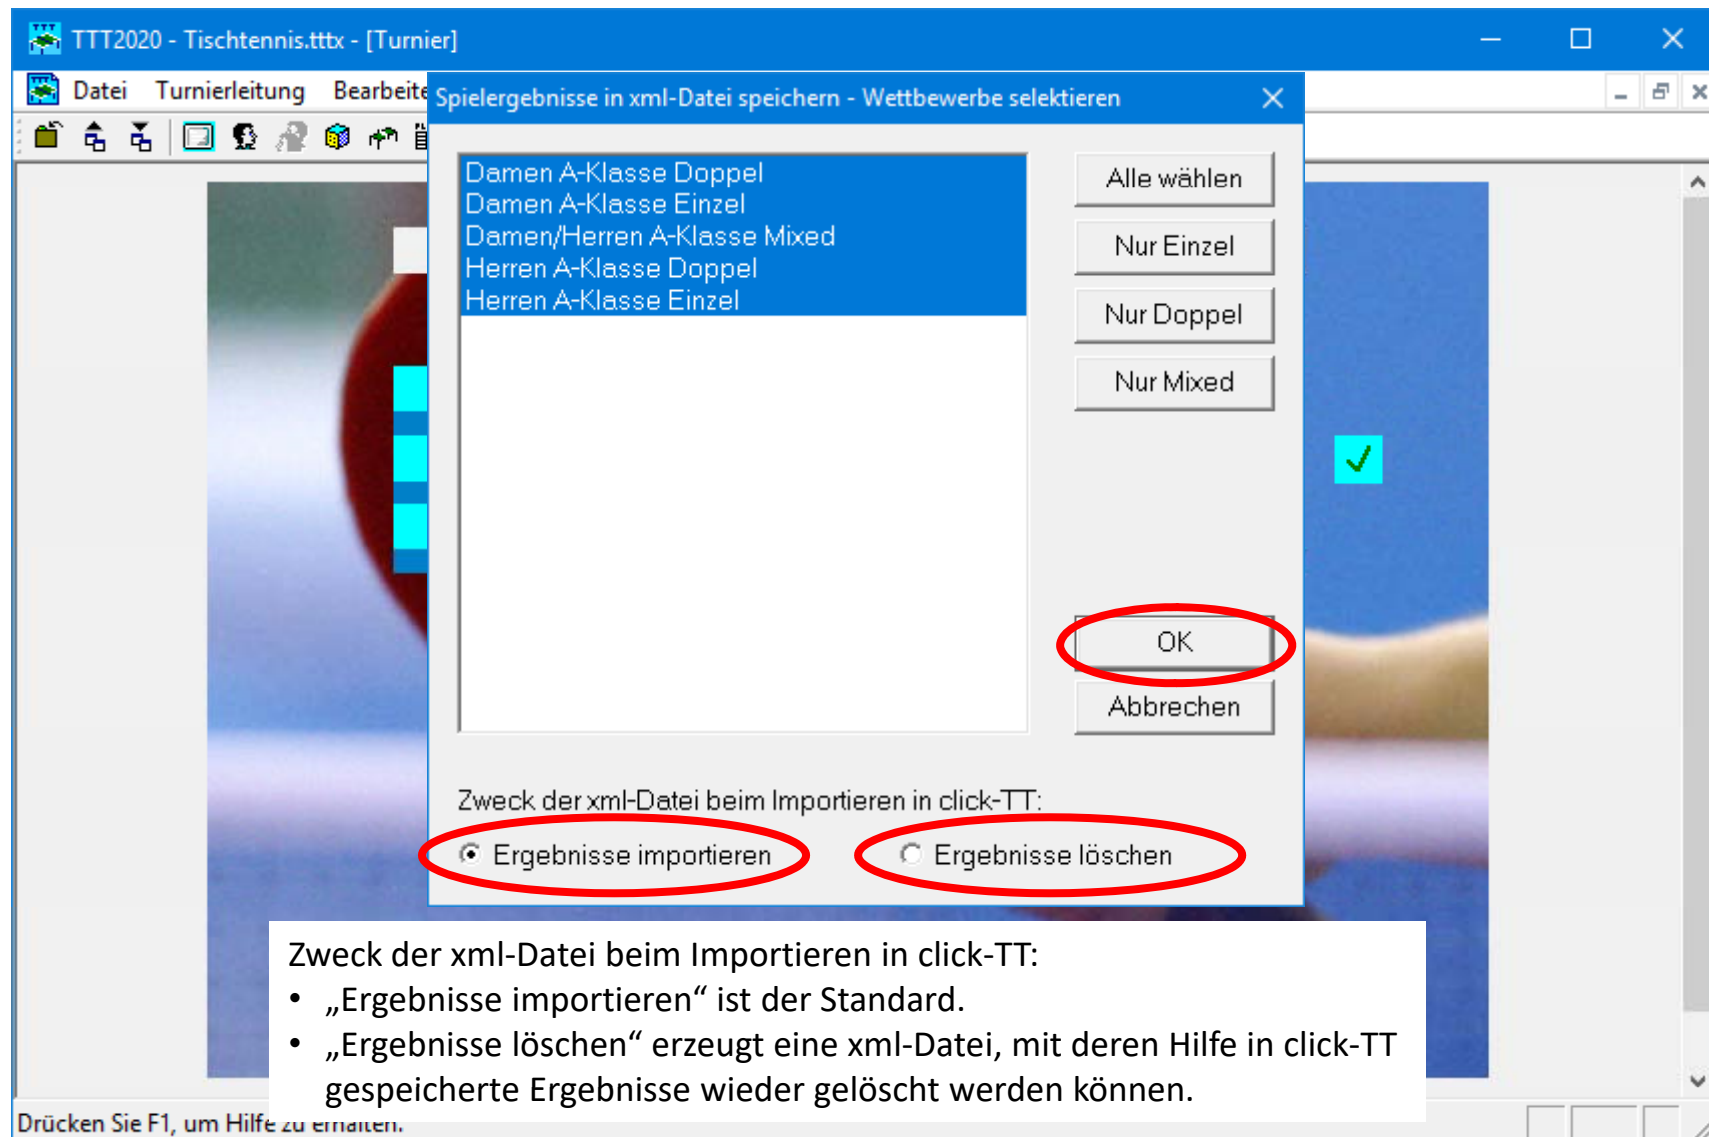 TTT2020 - Tischtennis.tttx - [Turnier]
Datei Turnierleitung Bearbeite
Spielergebnisse in xml-Datei speichern - Wettbewerbe selektieren
Damen A-Klasse Doppel
Damen A-Klasse Einzel
Damen/Herren A-Klasse Mixed
Herren A-Klasse Doppel
Herren A-Klasse Einzel
Alle wählen
Nur Einzel
Nur Doppel
Nur Mixed
OK
Abbrechen
Zweck der xml-Datei beim Importieren in click-TT:
Ergebnisse importieren Ergebnisse löschen
Zweck der xml-Datei beim Importieren in click-TT:
• „Ergebnisse importieren“ ist der Standard.
• „Ergebnisse löschen“ erzeugt eine xml-Datei, mit deren Hilfe in click-TT
gespeicherte Ergebnisse wieder gelöscht werden können.
Drücken Sie F1, um Hilfe zu erhalten.